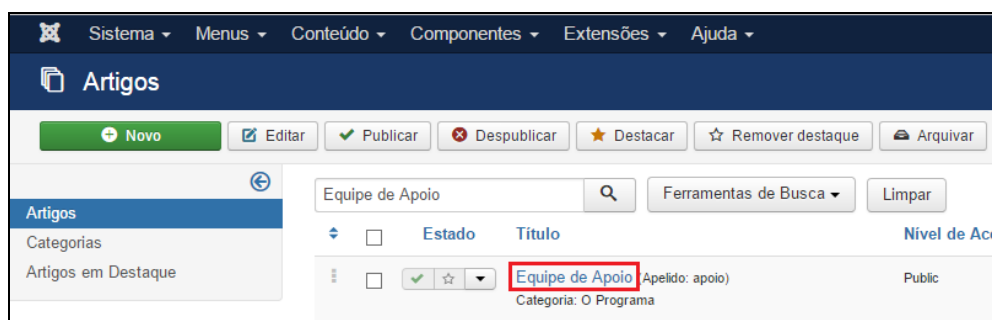 Sistema Menus Conteúdo Componentes Extensões Ajuda
Artigos
Novo Editar Publicar Despublicar Destacar Remover destaque Arquivar
Equipe de Apoio Ferramentas de Busca Limpar
Artigos
Categorias
Artigos em Destaque
Estado Título Nível de Ac
Equipe de Apoio (Apelido: apoio) Public
Categoria: O Programa